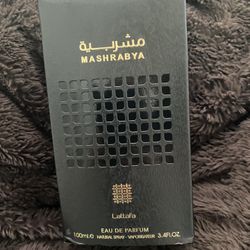 مشربية
MASHRABYA
Lattafa
EAU DE PARFUM
100ml.e NATURAL SPRAY - VAPORISATEUR 3.4FL.OZ.